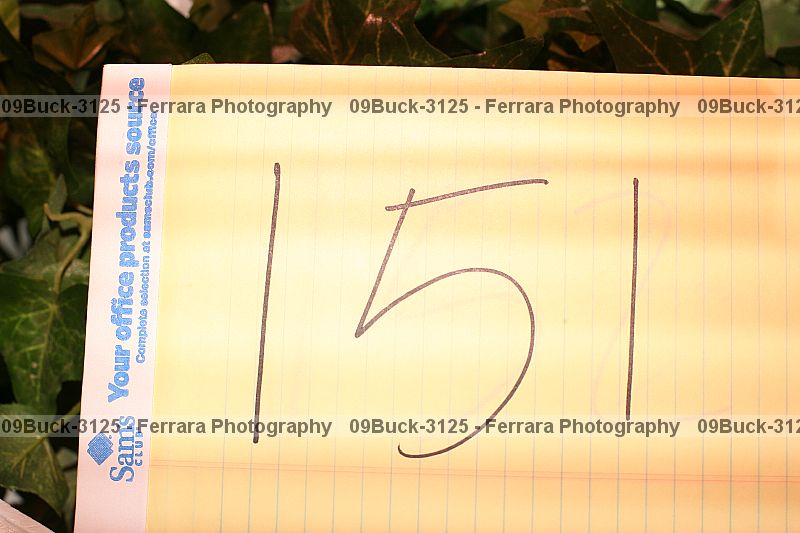 09Buck-3125 - Ferrara Photography 09Buck-3125 - Ferrara Photography
151
09Buck-3125 - Ferrara Photography 09Buck-3125 - Ferrara Photography
Sam's CLUB
Your office products source
Complete selection at samsclub.com/